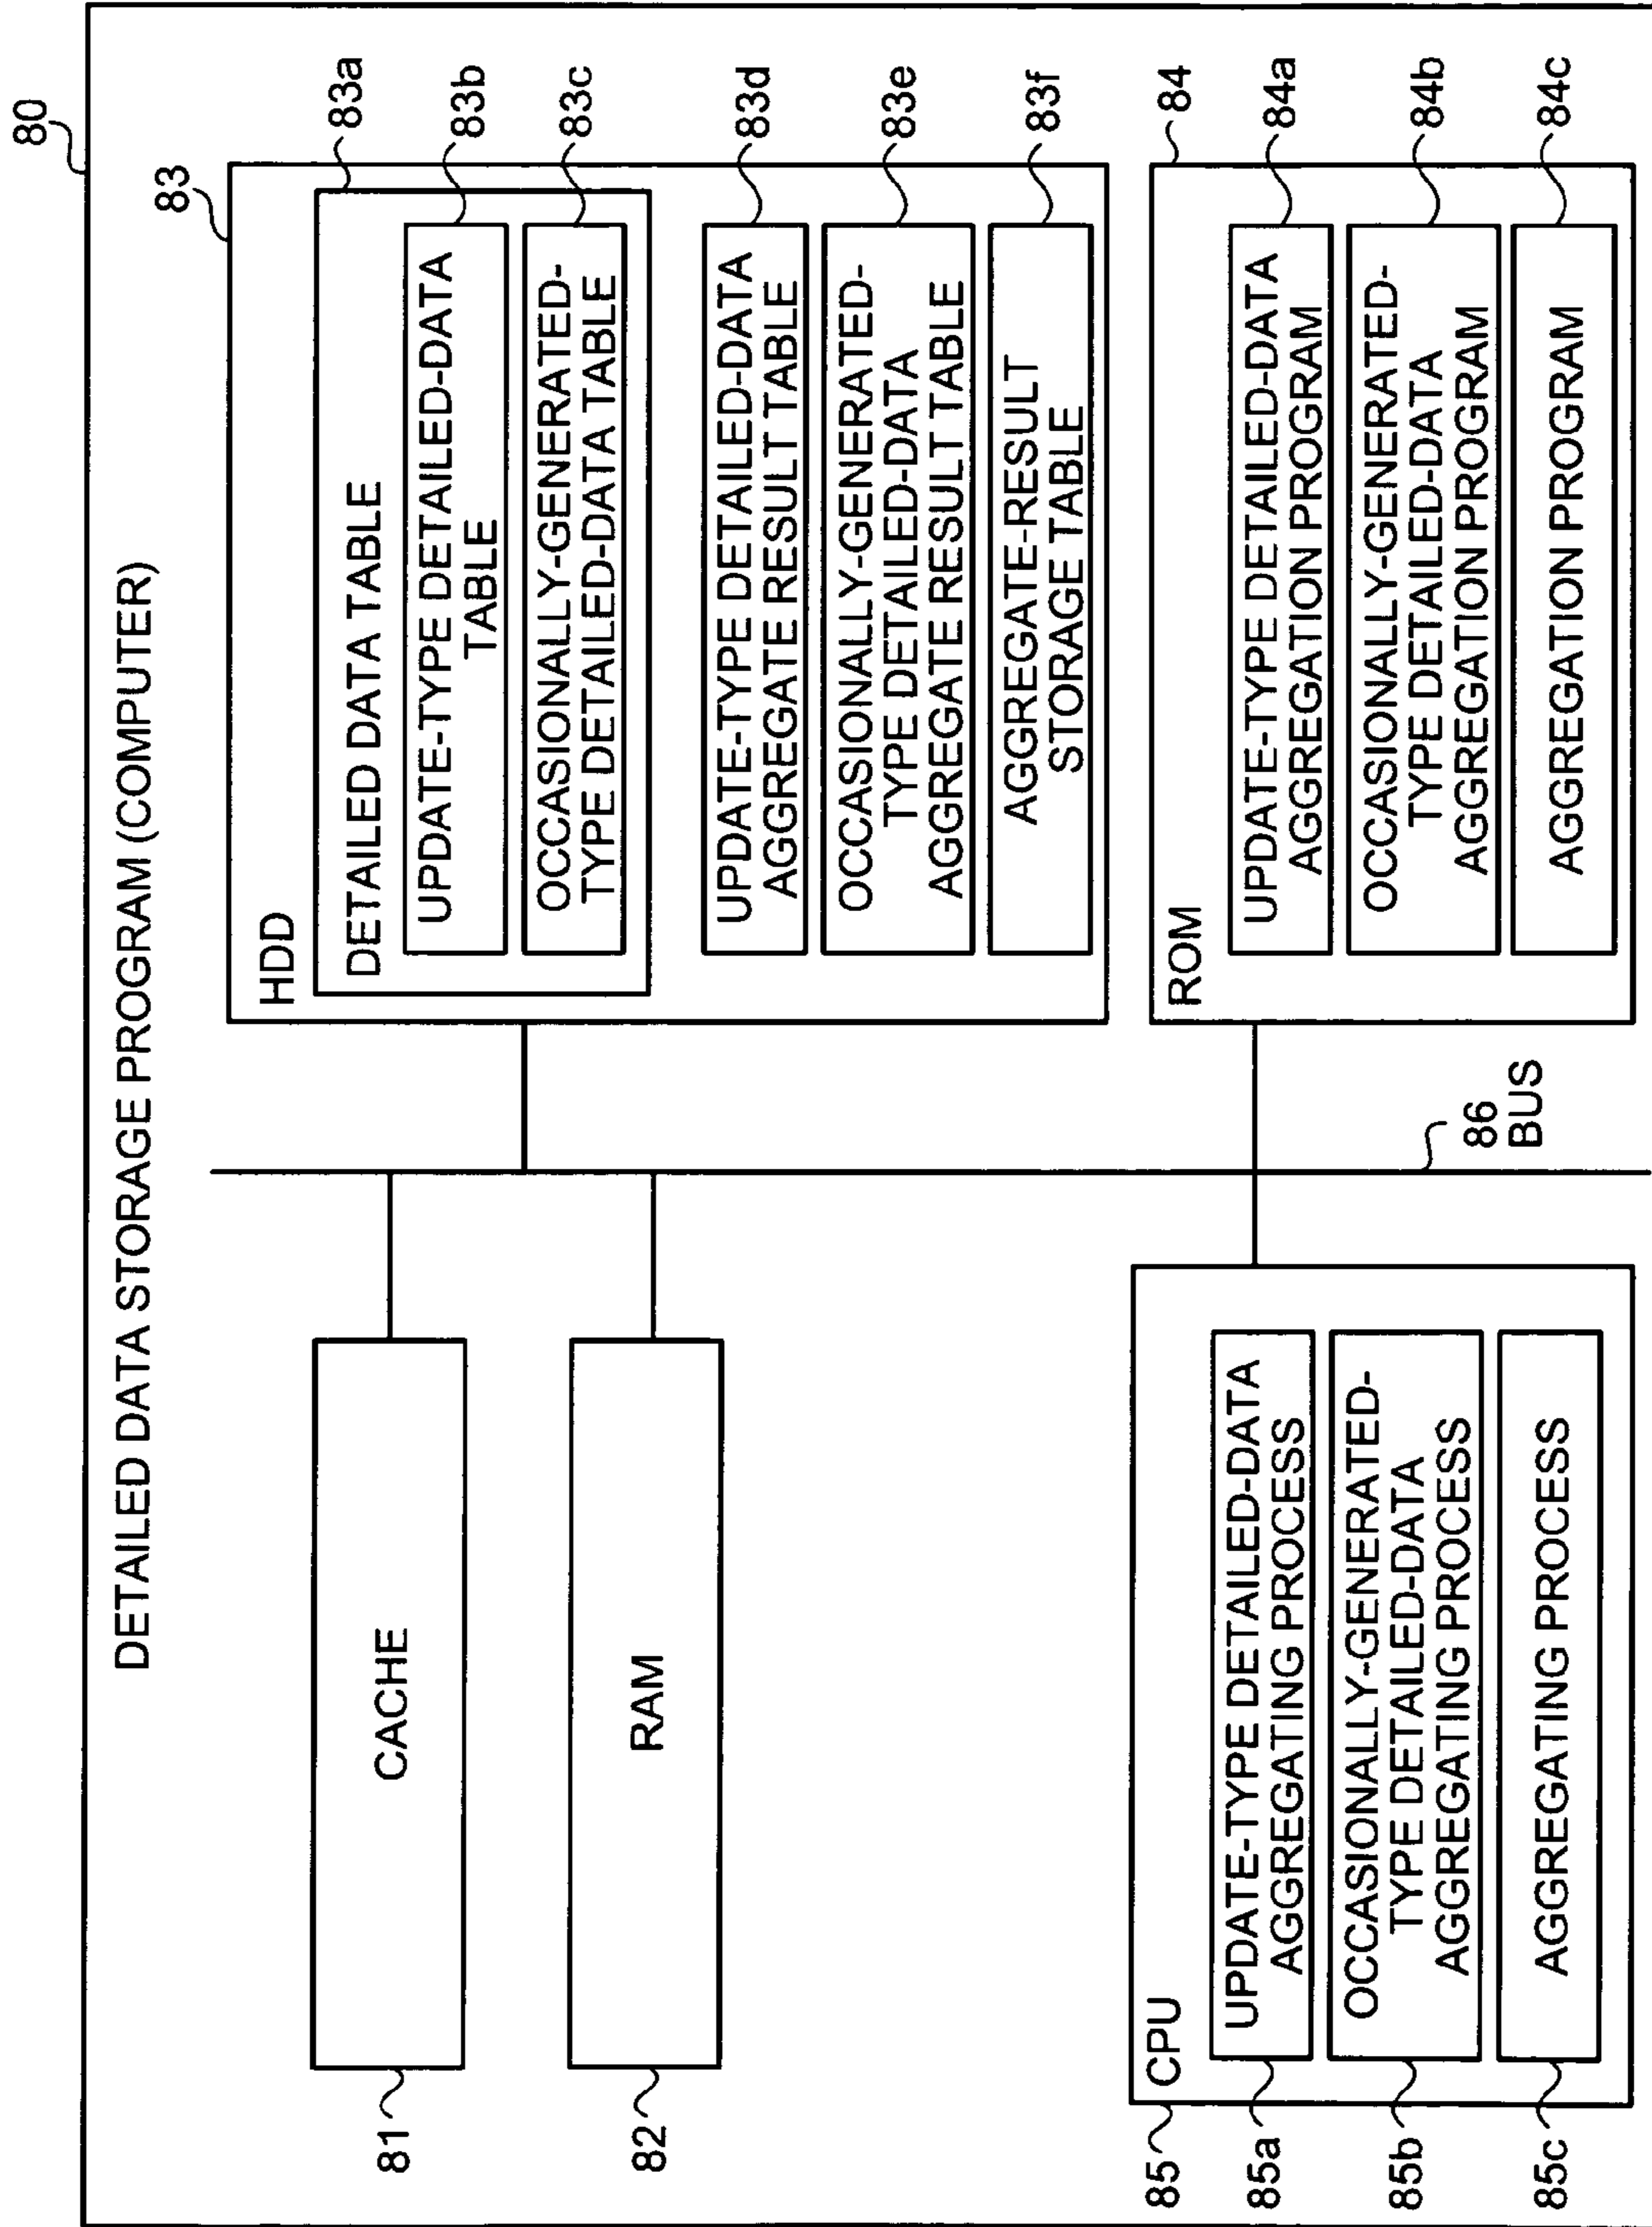 80
DETAILED DATA STORAGE PROGRAM (COMPUTER)
81
CACHE
82
RAM
83
HDD
83a
DETAILED DATA TABLE
83b
UPDATE-TYPE DETAILED-DATA
TABLE
83c
OCCASIONALLY-GENERATED-
TYPE DETAILED-DATA TABLE
83d
UPDATE-TYPE DETAILED-DATA
AGGREGATE RESULT TABLE
83e
OCCASIONALLY-GENERATED-
TYPE DETAILED-DATA
AGGREGATE RESULT TABLE
83f
AGGREGATE-RESULT
STORAGE TABLE
85
CPU
85a
UPDATE-TYPE DETAILED-DATA
AGGREGATING PROCESS
85b
OCCASIONALLY-GENERATED-
TYPE DETAILED-DATA
AGGREGATING PROCESS
85c
AGGREGATING PROCESS
86
BUS
84
ROM
84a
UPDATE-TYPE DETAILED-DATA
AGGREGATION PROGRAM
84b
OCCASIONALLY-GENERATED-
TYPE DETAILED-DATA
AGGREGATION PROGRAM
84c
AGGREGATION PROGRAM